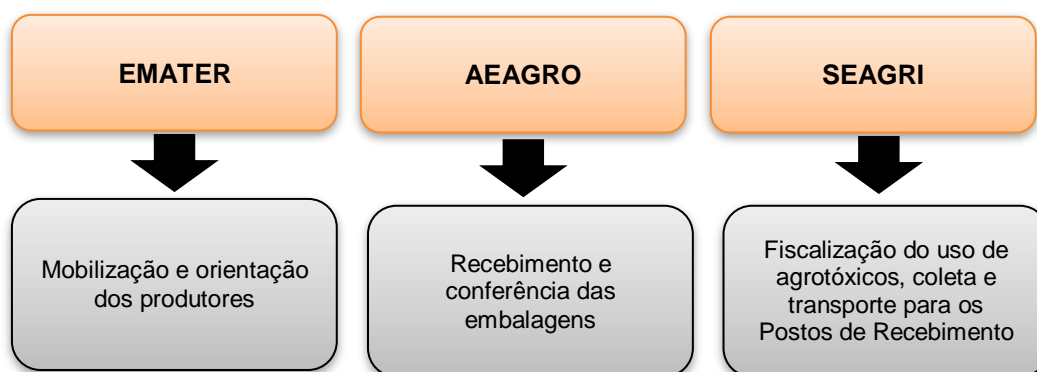 EMATER
AEAGRO
SEAGRI
Mobilização e orientação
dos produtores
Recebimento e
conferência das
embalagens
Fiscalização do uso de
agrotóxicos, coleta e
transporte para os
Postos de Recebimento